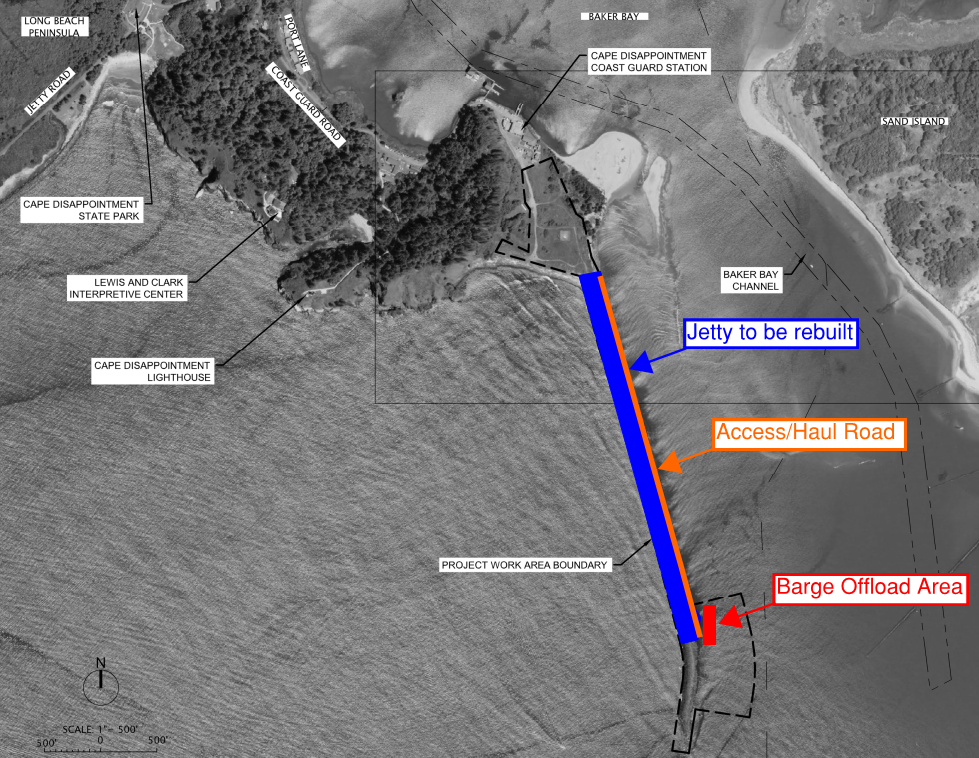 LONG BEACH
PENINSULA
PORT LANE
BAKER BAY
JETTY ROAD
COAST GUARD ROAD
CAPE DISAPPOINTMENT
COAST GUARD STATION
SAND ISLAND
CAPE DISAPPOINTMENT
STATE PARK
LEWIS AND CLARK
INTERPRETIVE CENTER
BAKER BAY
CHANNEL
Jetty to be rebuilt
CAPE DISAPPOINTMENT
LIGHTHOUSE
Access/Haul Road
PROJECT WORK AREA BOUNDARY
Barge Offload Area
N
SCALE: 1"= 500'
500' 0 500'